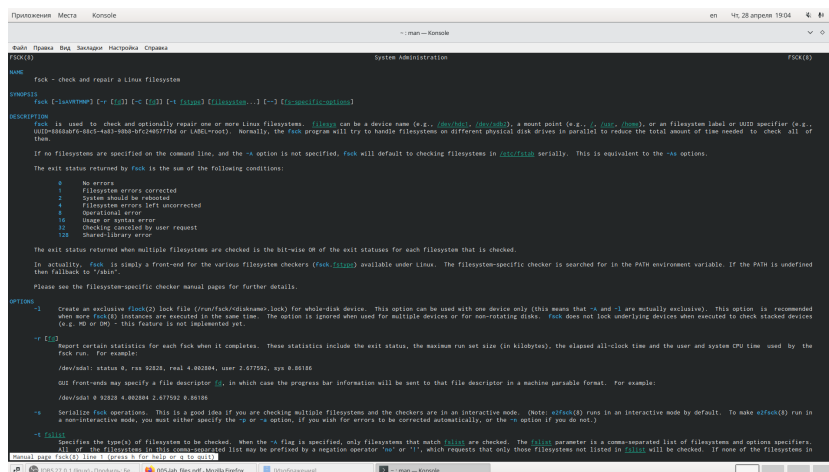 Приложения Места Konsole en Чт, 28 апреля 19:04
~ : man — Konsole
Файл Правка Вид Закладки Настройка Справка
FSCK(8) System Administration FSCK(8)
NAME
fsck - check and repair a Linux filesystem
SYNOPSIS
fsck [-lsAVRTMNP] [-r [fd]] [-C [fd]] [-t fstype] [filesystem...] [--] [fs-specific-options]
DESCRIPTION
fsck is used to check and optionally repair one or more Linux filesystems. filesys can be a device name (e.g., /dev/hdc1, /dev/sdb2), a mount point (e.g., /, /usr, /home), or an filesystem label or UUID specifier (e.g.,
UUID=8868abf6-88c5-4a83-98b8-bfc24057f7bd or LABEL=root). Normally, the fsck program will try to handle filesystems on different physical disk drives in parallel to reduce the total amount of time needed to check all of
them.
If no filesystems are specified on the command line, and the -A option is not specified, fsck will default to checking filesystems in /etc/fstab serially. This is equivalent to the -As options.
The exit status returned by fsck is the sum of the following conditions:
0 No errors
1 Filesystem errors corrected
2 System should be rebooted
4 Filesystem errors left uncorrected
8 Operational error
16 Usage or syntax error
32 Checking canceled by user request
128 Shared-library error
The exit status returned when multiple filesystems are checked is the bit-wise OR of the exit statuses for each filesystem that is checked.
In actuality, fsck is simply a front-end for the various filesystem checkers (fsck.fstype) available under Linux. The filesystem-specific checker is searched for in the PATH environment variable. If the PATH is undefined
then fallback to "/sbin".
Please see the filesystem-specific checker manual pages for further details.
OPTIONS
-l Create an exclusive flock(2) lock file (/run/fsck/<diskname>.lock) for whole-disk device. This option can be used with one device only (this means that -A and -l are mutually exclusive). This option is recommended
when more fsck(8) instances are executed in the same time. The option is ignored when used for multiple devices or for non-rotating disks. fsck does not lock underlying devices when executed to check stacked devices
(e.g. MD or DM) – this feature is not implemented yet.
-r [fd]
Report certain statistics for each fsck when it completes. These statistics include the exit status, the maximum run set size (in kilobytes), the elapsed all-clock time and the user and system CPU time used by the
fsck run. For example:
/dev/sda1: status 0, rss 92828, real 4.002804, user 2.677592, sys 0.86186
GUI front-ends may specify a file descriptor fd, in which case the progress bar information will be sent to that file descriptor in a machine parsable format. For example:
/dev/sda1 0 92828 4.002804 2.677592 0.86186
-s Serialize fsck operations. This is a good idea if you are checking multiple filesystems and the checkers are in an interactive mode. (Note: e2fsck(8) runs in an interactive mode by default. To make e2fsck(8) run in
a non-interactive mode, you must either specify the -p or -a option, if you wish for errors to be corrected automatically, or the -n option if you do not.)
-t fslist
Specifies the type(s) of filesystem to be checked. When the -A flag is specified, only filesystems that match fslist are checked. The fslist parameter is a comma-separated list of filesystems and options specifiers.
All of the filesystems in this comma-separated list may be prefixed by a negation operator 'no' or '!', which requests that only those filesystems not listed in fslist will be checked. If none of the filesystems in
Manual page fsck(8) line 1 (press h for help or q to quit)
005-lab_files.pdf - Mozilla Firefox [Изображения] ~ : man — Konsole